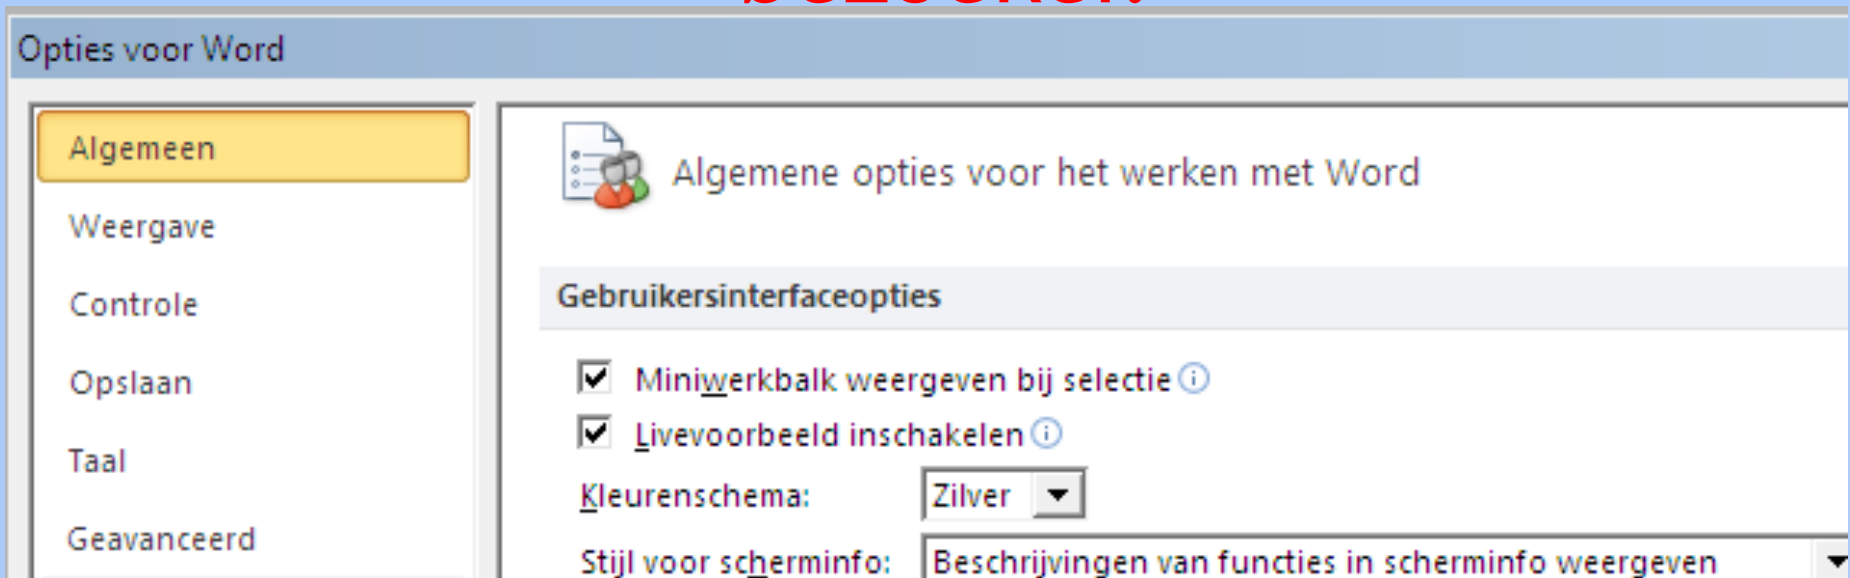 Opties voor Word
Algemeen
Weergave
Controle
Opslaan
Taal
Geavanceerd
Algemene opties voor het werken met Word
Gebruikersinterfaceopties
Miniwerkbalk weergeven bij selectie
Livevoorbeeld inschakelen
Kleurenschema: Zilver
Stijl voor scherminfo: Beschrijvingen van functies in scherminfo weergeven